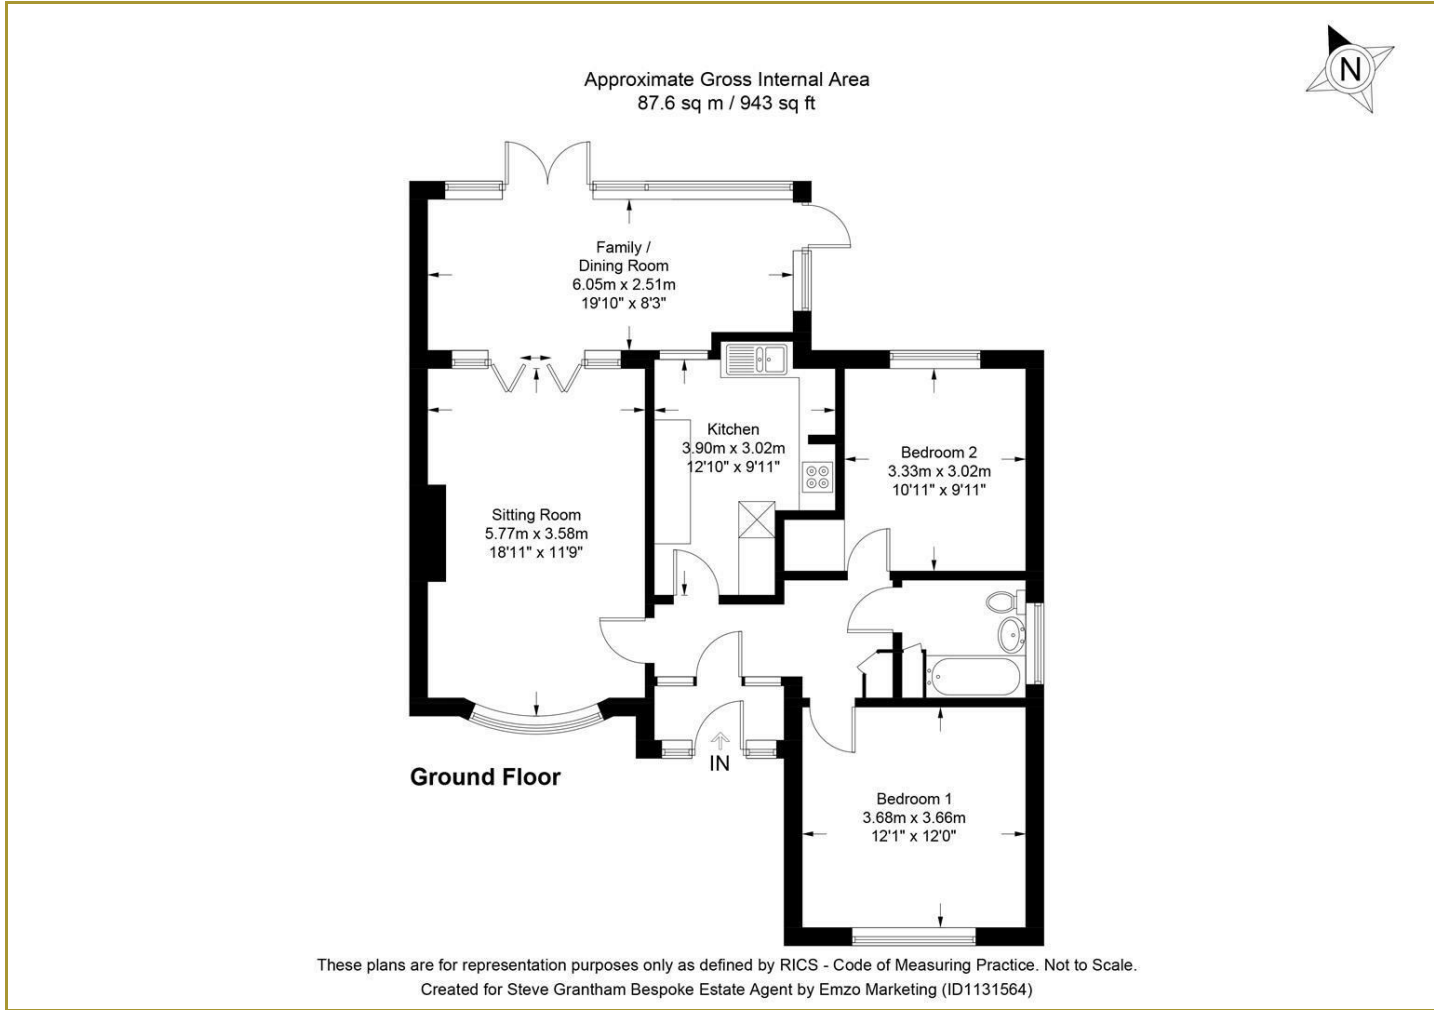 N
Approximate Gross Internal Area
87.6 sq m / 943 sq ft
Family /
Dining Room
6.05m x 2.51m
19'10" x 8'3"
Kitchen
3.90m x 3.02m
12'10" x 9'11"
Bedroom 2
3.33m x 3.02m
10'11" x 9'11"
Sitting Room
5.77m x 3.58m
18'11" x 11'9"
IN
Ground Floor
Bedroom 1
3.68m x 3.66m
12'1" x 12'0"
These plans are for representation purposes only as defined by RICS - Code of Measuring Practice. Not to Scale.
Created for Steve Grantham Bespoke Estate Agent by Emzo Marketing (ID1131564)